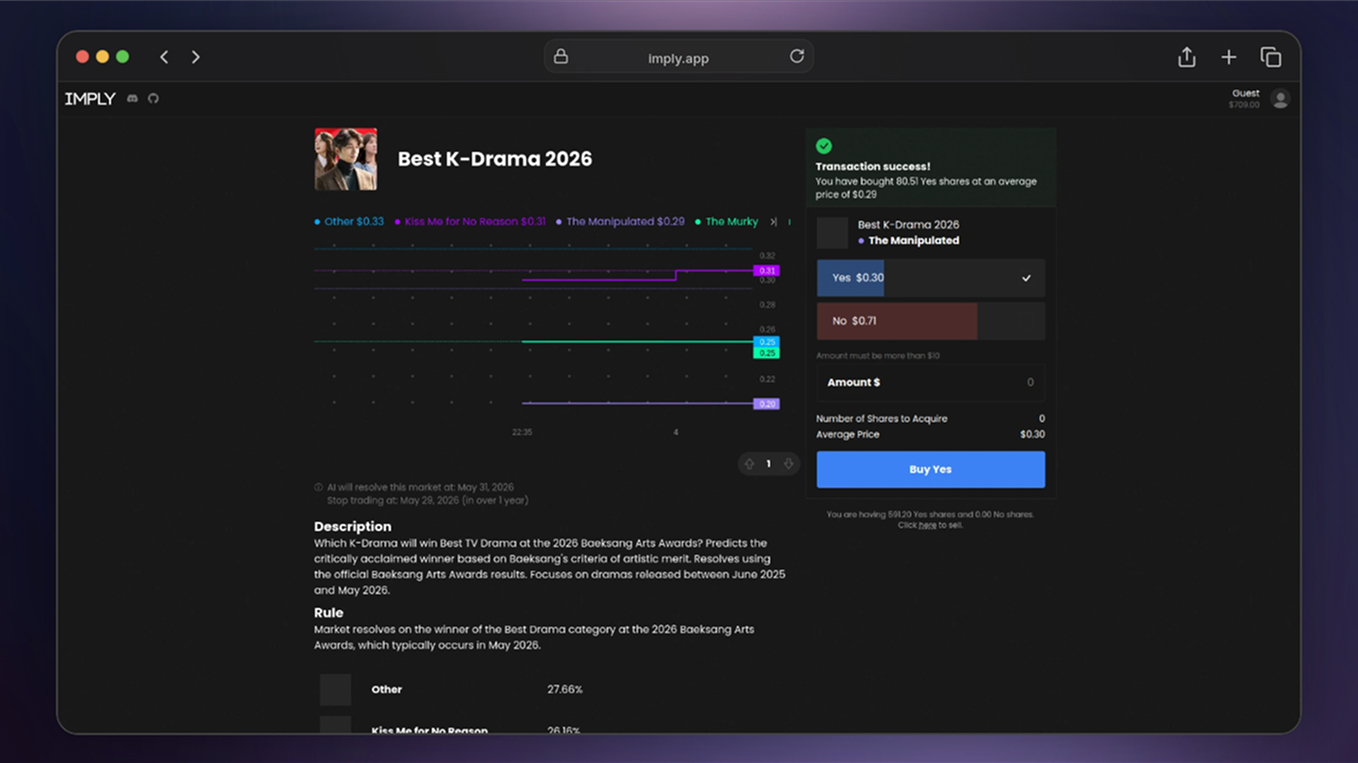 imply.app
IMPLY
Guest
$709.00
Best K-Drama 2026
Other $0.33 Kiss Me for No Reason $0.31 The Manipulated $0.29 The Murky
0.32
0.31
0.30
0.28
0.26
0.25
0.25
0.22
0.20
22:35 4
1
AI will resolve this market at: May 31, 2026
Stop trading at: May 29, 2026 (in over 1 year)
Description
Which K-Drama will win Best TV Drama at the 2026 Baeksang Arts Awards? Predicts the
critically acclaimed winner based on Baeksang's criteria of artistic merit. Resolves using
the official Baeksang Arts Awards results. Focuses on dramas released between June 2025
and May 2026.
Rule
Market resolves on the winner of the Best Drama category at the 2026 Baeksang Arts
Awards, which typically occurs in May 2026.
Other 27.66%
Kiss Me for No Reason 26.16%
Transaction success!
You have bought 80.51 Yes shares at an average
price of $0.29
Best K-Drama 2026
The Manipulated
Yes $0.30
No $0.71
Amount must be more than $10
Amount $ 0
Number of Shares to Acquire 0
Average Price $0.30
Buy Yes
You are having 591.20 Yes shares and 0.00 No shares.
Click here to sell.